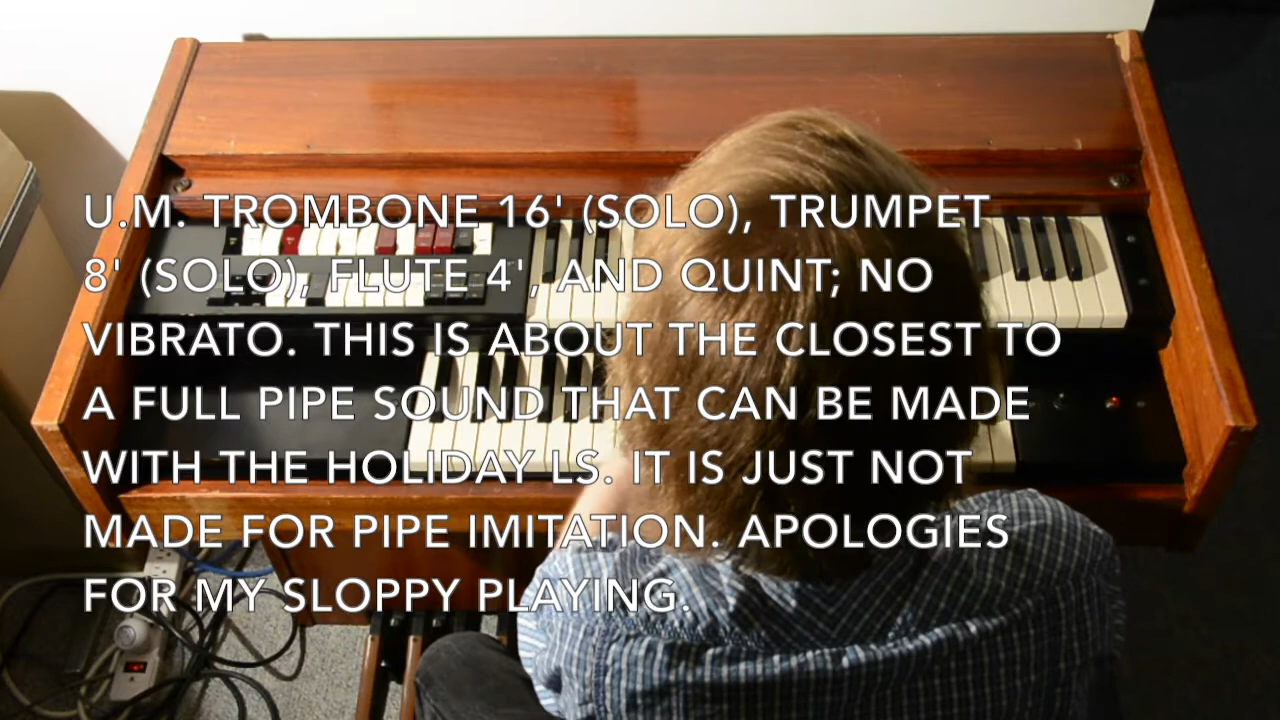 U.M. TROMBONE 16' (SOLO), TRUMPET
8' (SOLO), FLUTE 4', AND QUINT; NO
VIBRATO. THIS IS ABOUT THE CLOSEST TO
A FULL PIPE SOUND THAT CAN BE MADE
WITH THE HOLIDAY LS. IT IS JUST NOT
MADE FOR PIPE IMITATION. APOLOGIES
FOR MY SLOPPY PLAYING.